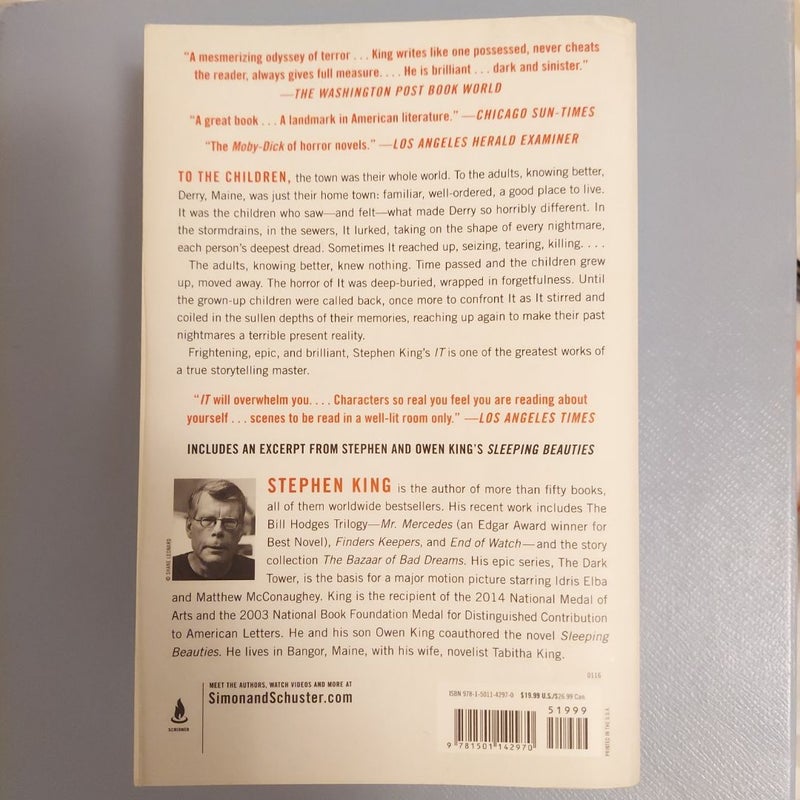 "A mesmerizing odyssey of terror . . . King writes like one possessed, never cheats
the reader, always gives full measure. . . . He is brilliant . . . dark and sinister."
—THE WASHINGTON POST BOOK WORLD
"A great book . . . A landmark in American literature." —CHICAGO SUN-TIMES
"The Moby-Dick of horror novels." —LOS ANGELES HERALD EXAMINER
TO THE CHILDREN, the town was their whole world. To the adults, knowing better,
Derry, Maine, was just their home town: familiar, well-ordered, a good place to live.
It was the children who saw—and felt—what made Derry so horribly different. In
the stormdrains, in the sewers, It lurked, taking on the shape of every nightmare,
each person's deepest dread. Sometimes It reached up, seizing, tearing, killing. . . .
The adults, knowing better, knew nothing. Time passed and the children grew
up, moved away. The horror of It was deep-buried, wrapped in forgetfulness. Until
the grown-up children were called back, once more to confront It as It stirred and
coiled in the sullen depths of their memories, reaching up again to make their past
nightmares a terrible present reality.
Frightening, epic, and brilliant, Stephen King's IT is one of the greatest works of
a true storytelling master.
"IT will overwhelm you. . . . Characters so real you feel you are reading about
yourself . . . scenes to be read in a well-lit room only." —LOS ANGELES TIMES
INCLUDES AN EXCERPT FROM STEPHEN AND OWEN KING'S SLEEPING BEAUTIES
STEPHEN KING is the author of more than fifty books,
all of them worldwide bestsellers. His recent work includes The
Bill Hodges Trilogy—Mr. Mercedes (an Edgar Award winner for
Best Novel), Finders Keepers, and End of Watch—and the story
collection The Bazaar of Bad Dreams. His epic series, The Dark
Tower, is the basis for a major motion picture starring Idris Elba
and Matthew McConaughey. King is the recipient of the 2014 National Medal of
Arts and the 2003 National Book Foundation Medal for Distinguished Contribution
to American Letters. He and his son Owen King coauthored the novel Sleeping
Beauties. He lives in Bangor, Maine, with his wife, novelist Tabitha King.
© SHANE LEONARD
0116
MEET THE AUTHORS, WATCH VIDEOS AND MORE AT
SimonandSchuster.com
SCRIBNER
ISBN 978-1-5011-4297-0 $19.99 U.S./$26.99 Can.
51999
9 781501 142970
PRINTED IN THE U.S.A.